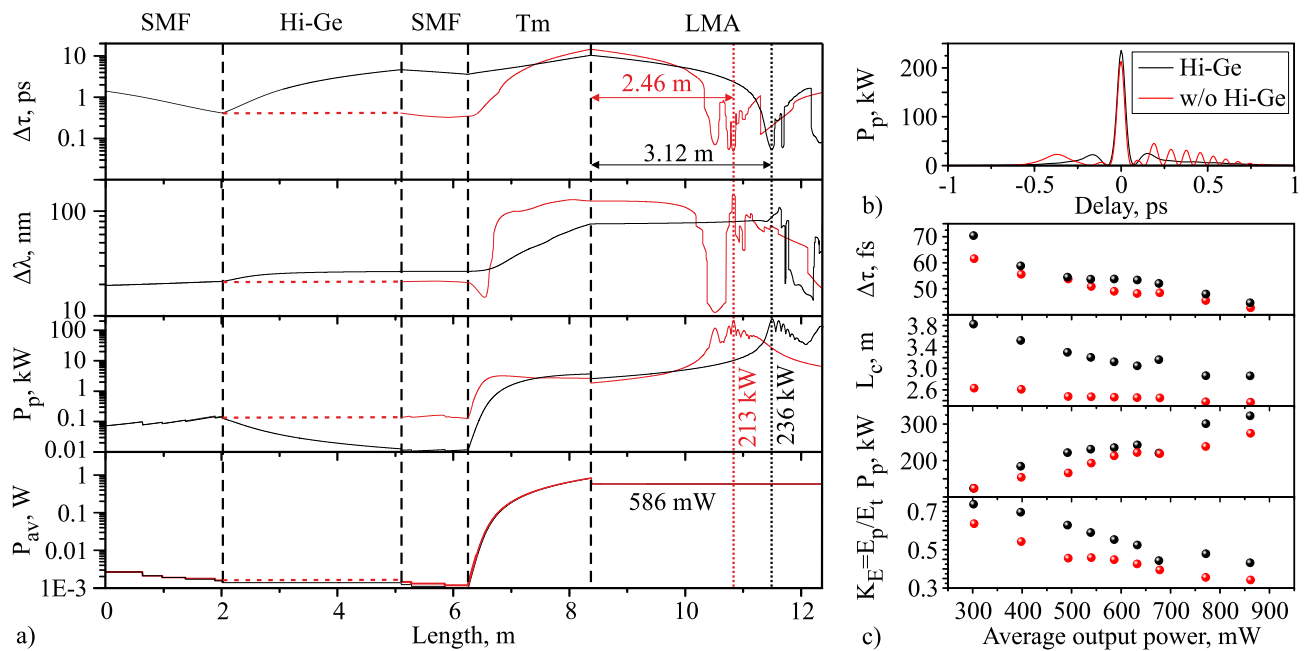 SMF Hi-Ge SMF Tm LMA
Δτ, ps
10
1
0.1
2.46 m
3.12 m
Δλ, nm
100
10
P_p, kW
100
10
1
0.1
0.01
213 kW
236 kW
P_av, W
1
0.1
0.01
1E-3
586 mW
0 2 4 6 8 10 12
Length, m
a)
P_p, kW
200
150
100
50
0
Hi-Ge
w/o Hi-Ge
-1 -0.5 0 0.5 1
Delay, ps
b)
Δτ, fs
70
60
50
L_c, m
3.8
3.4
3.0
2.6
P_p, kW
300
200
K_E=E_p/E_t
0.7
0.5
0.3
300 400 500 600 700 800 900
Average output power, mW
c)